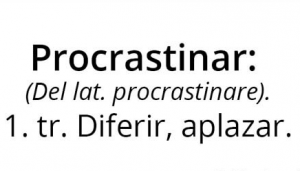 Procrastinar:
(Del lat. procrastinare).
1. tr. Diferir, aplazar.